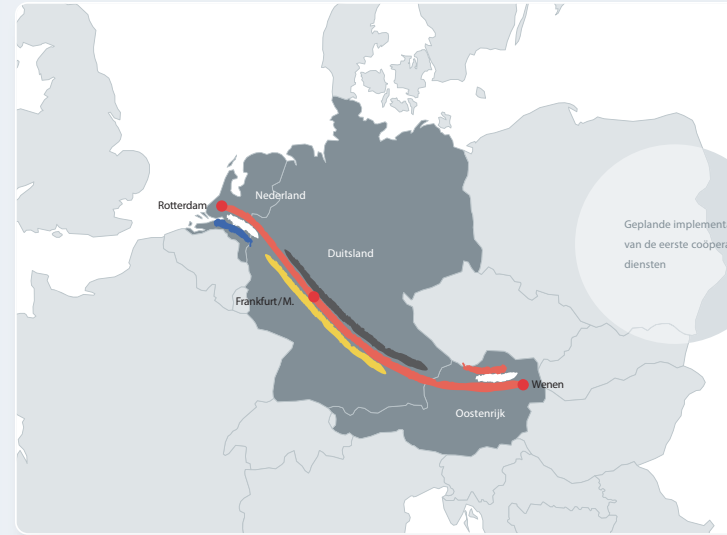 Rotterdam
Nederland
Duitsland
Frankfurt/M.
Wenen
Oostenrijk
Geplande implement
van de eerste coöpera
diensten